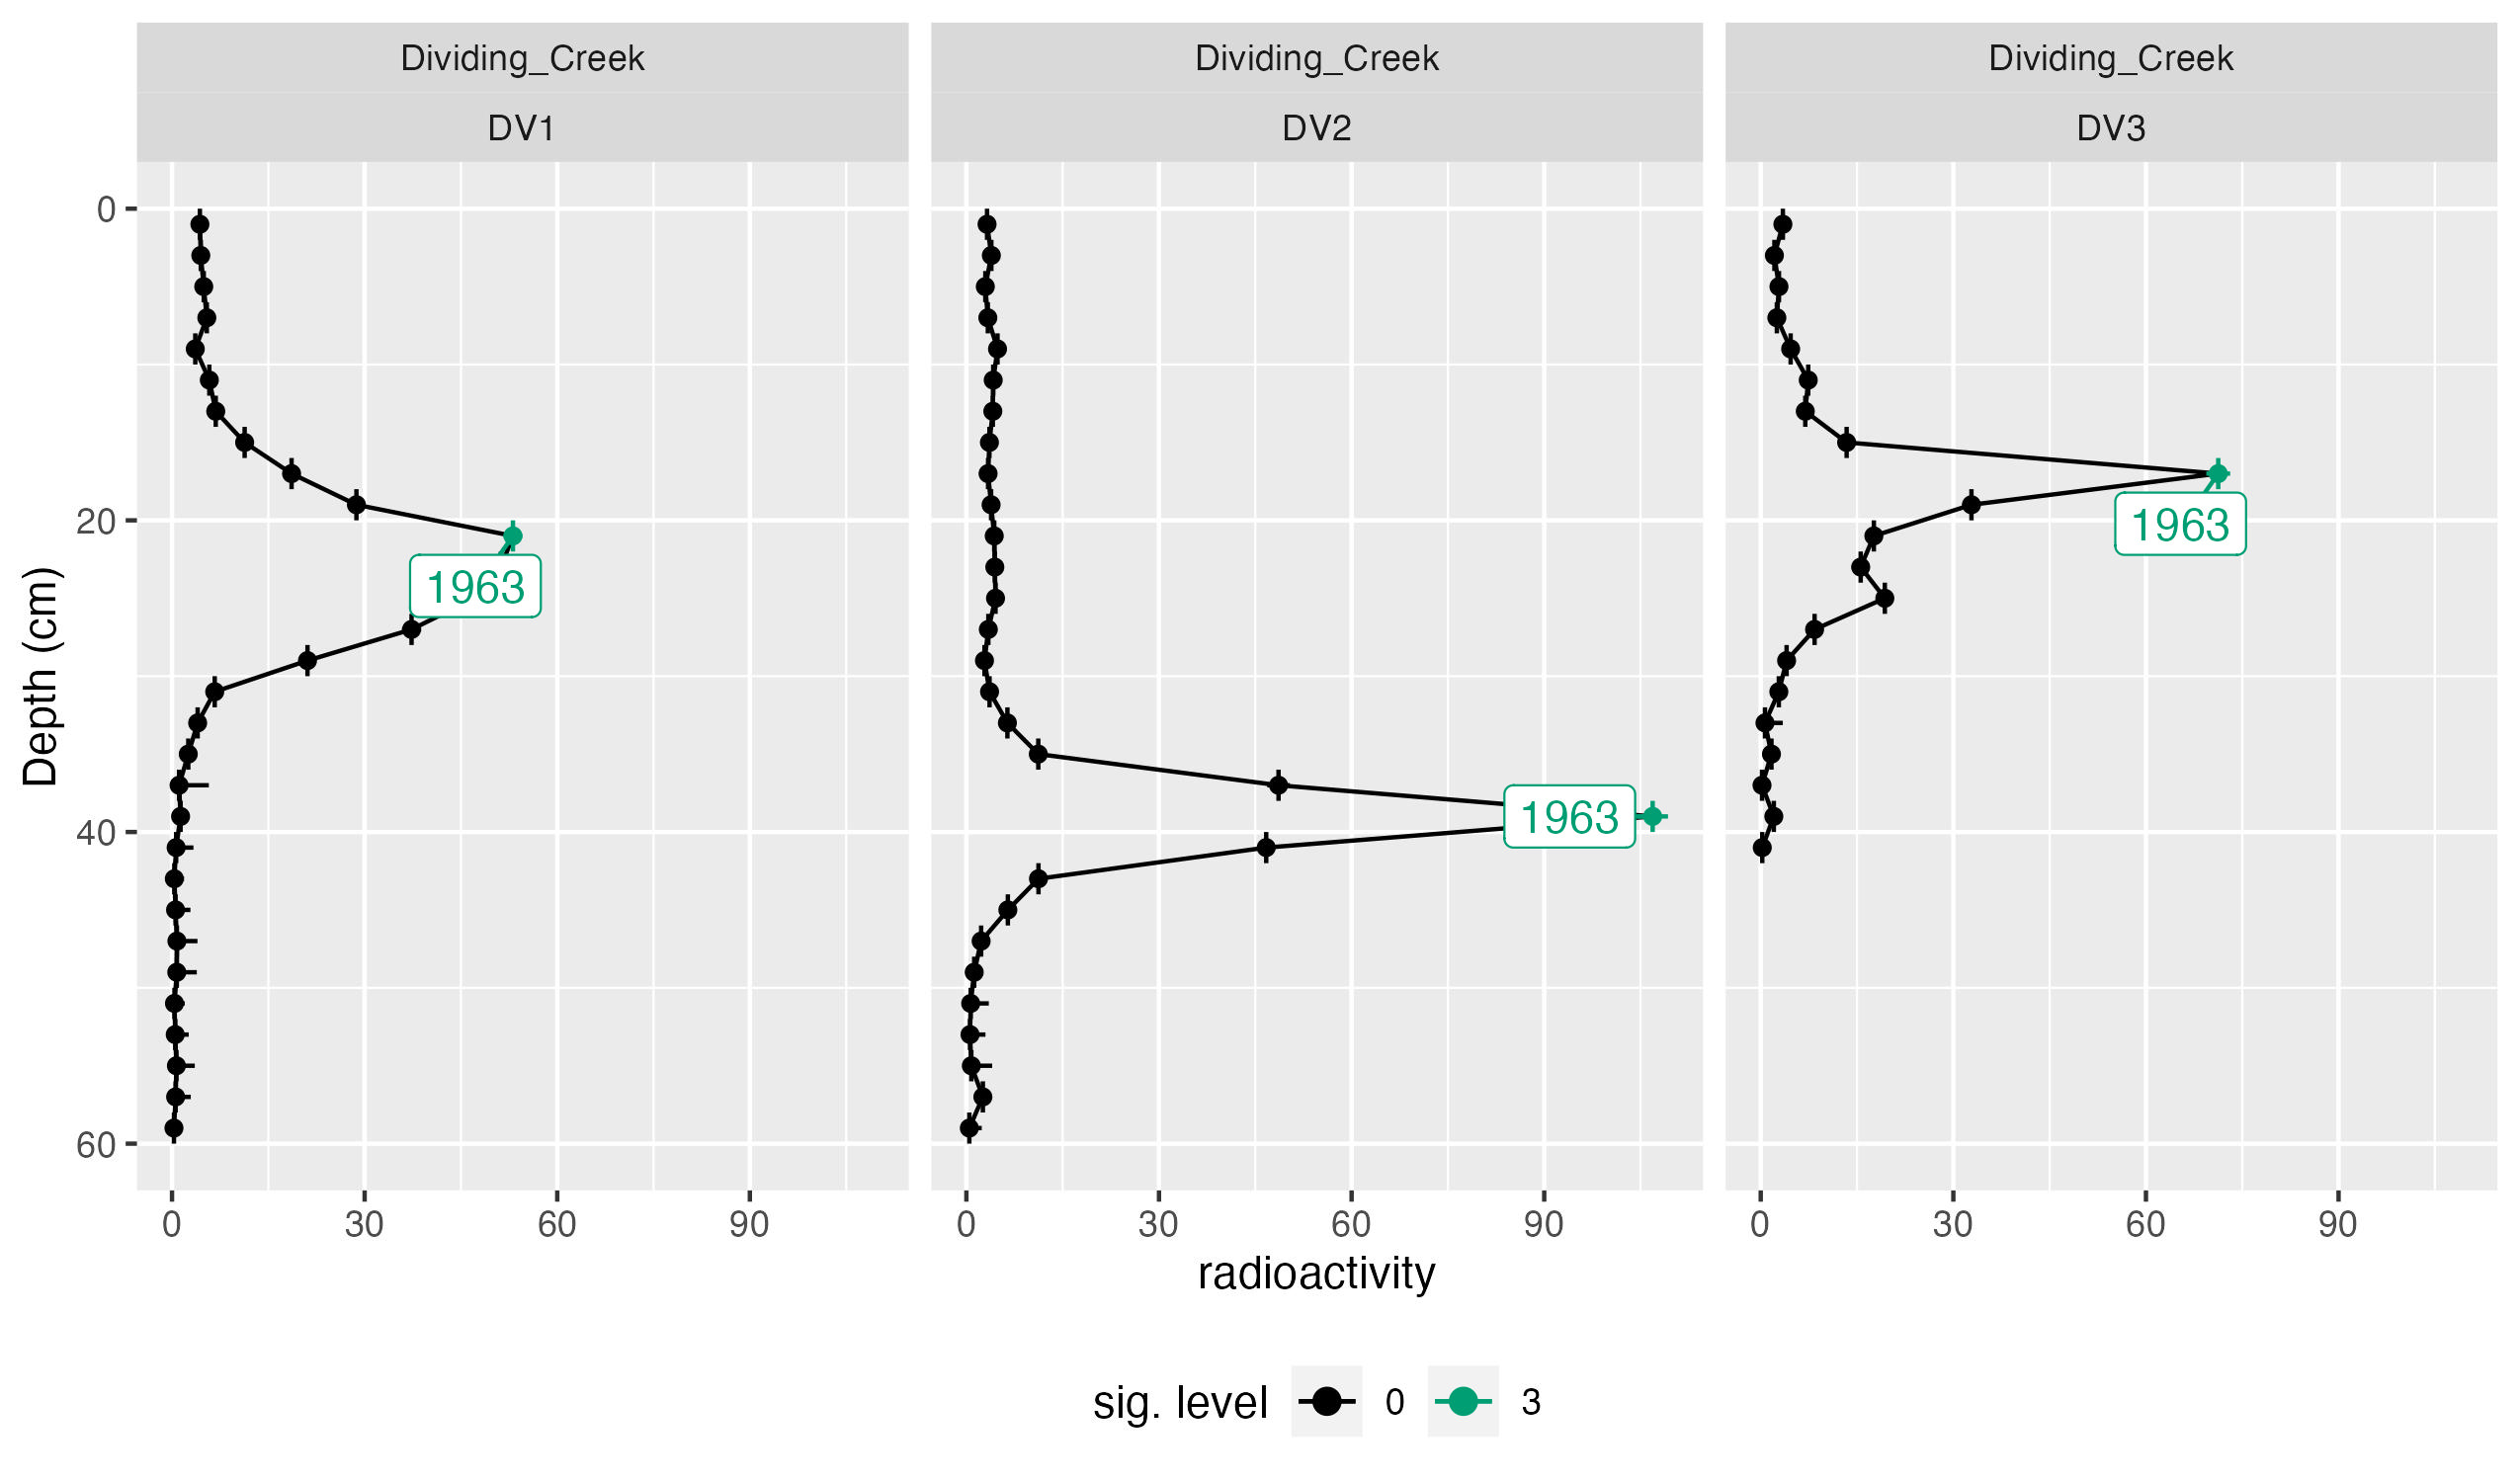 Dividing_Creek Dividing_Creek Dividing_Creek
DV1 DV2 DV3
0
20
40
60
Depth (cm)
1963
1963
1963
0 30 60 90 0 30 60 90 0 30 60 90
radioactivity
sig. level 0 3